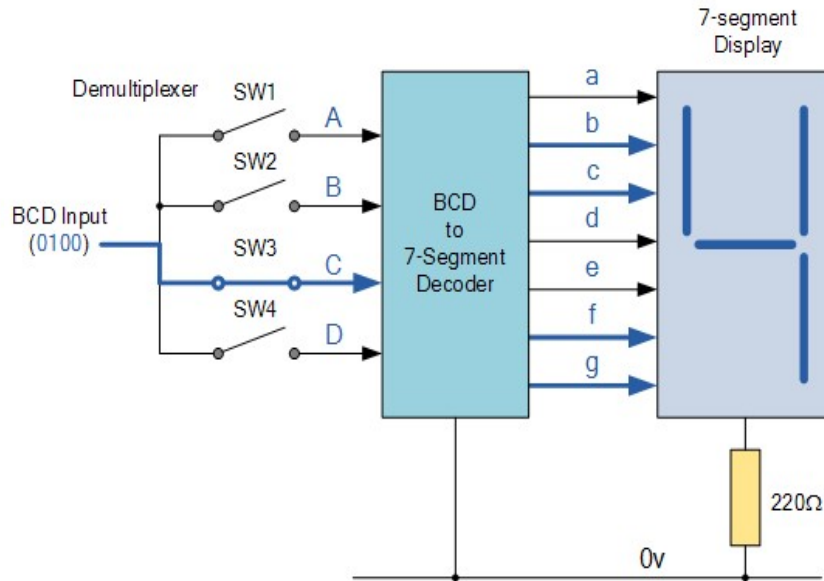 7-segment
Display
Demultiplexer
SW1
A
a
SW2
B
b
BCD Input
(0100)
SW3
C
c
BCD
to
7-Segment
Decoder
d
SW4
D
e
f
g
220Ω
0v